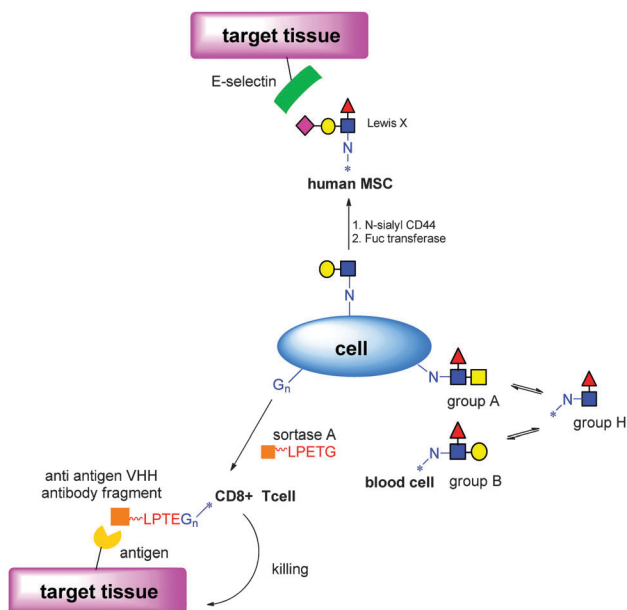 target tissue
E-selectin
Lewis X
N
*
human MSC
1. N-sialyl CD44
2. Fuc transferase
N
cell
Gn
N
group A
N
*
group H
sortase A
LPETG
N
*
blood cell
group B
anti antigen VHH
antibody fragment
LPTEGn
*
CD8+ Tcell
antigen
killing
target tissue